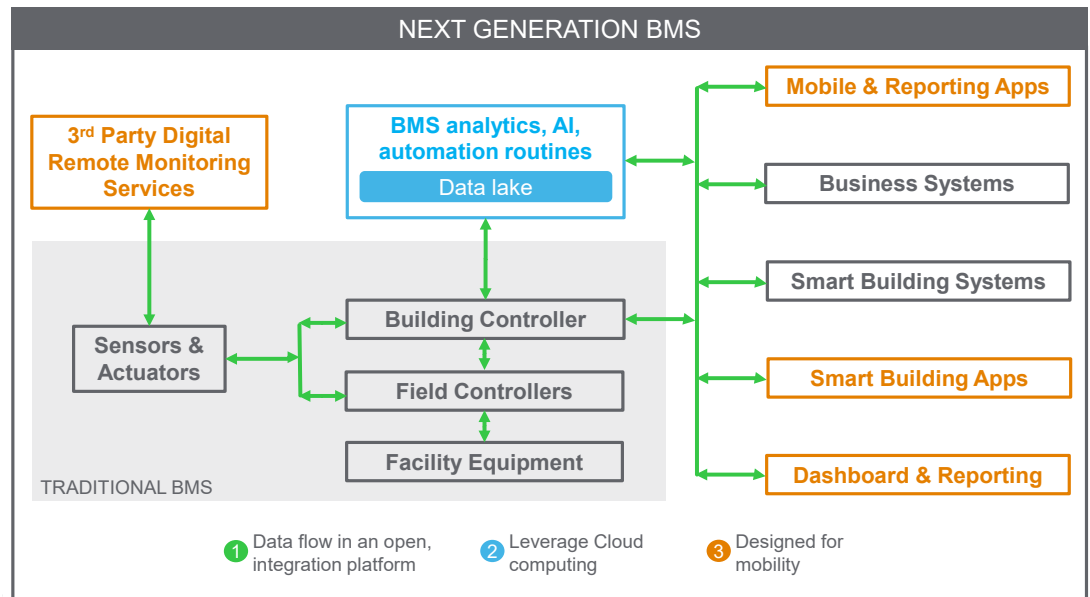 NEXT GENERATION BMS
3rd Party Digital
Remote Monitoring
Services
BMS analytics, AI,
automation routines
Data lake
Mobile & Reporting Apps
Business Systems
Smart Building Systems
Smart Building Apps
Dashboard & Reporting
Sensors &
Actuators
Building Controller
Field Controllers
Facility Equipment
TRADITIONAL BMS
1 Data flow in an open,
integration platform
2 Leverage Cloud
computing
3 Designed for
mobility